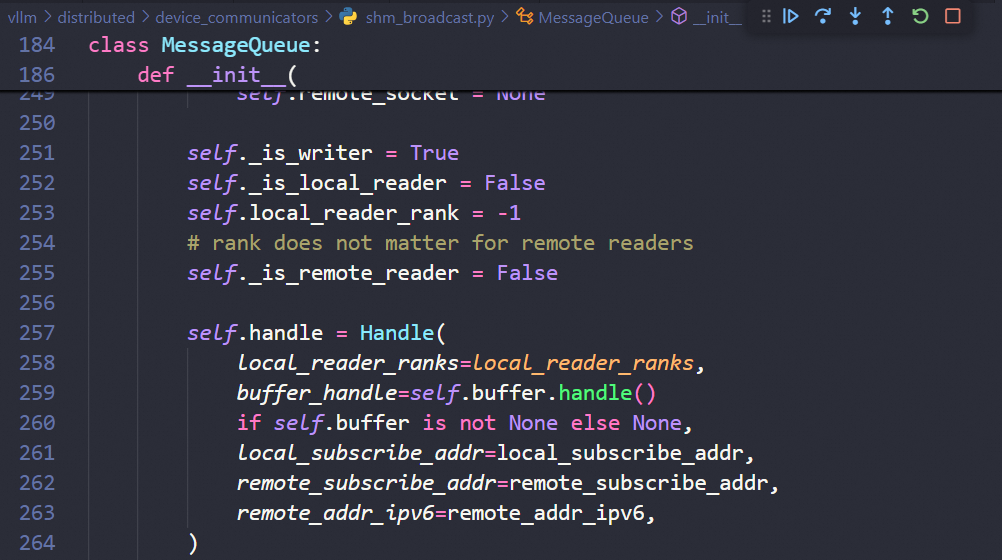 vllm > distributed > device_communicators > shm_broadcast.py > MessageQueue > __init__
184 class MessageQueue:
186 def __init__(
249 self.remote_socket = None
250
251 self._is_writer = True
252 self._is_local_reader = False
253 self.local_reader_rank = -1
254 # rank does not matter for remote readers
255 self._is_remote_reader = False
256
257 self.handle = Handle(
258 local_reader_ranks=local_reader_ranks,
259 buffer_handle=self.buffer.handle()
260 if self.buffer is not None else None,
261 local_subscribe_addr=local_subscribe_addr,
262 remote_subscribe_addr=remote_subscribe_addr,
263 remote_addr_ipv6=remote_addr_ipv6,
264 )